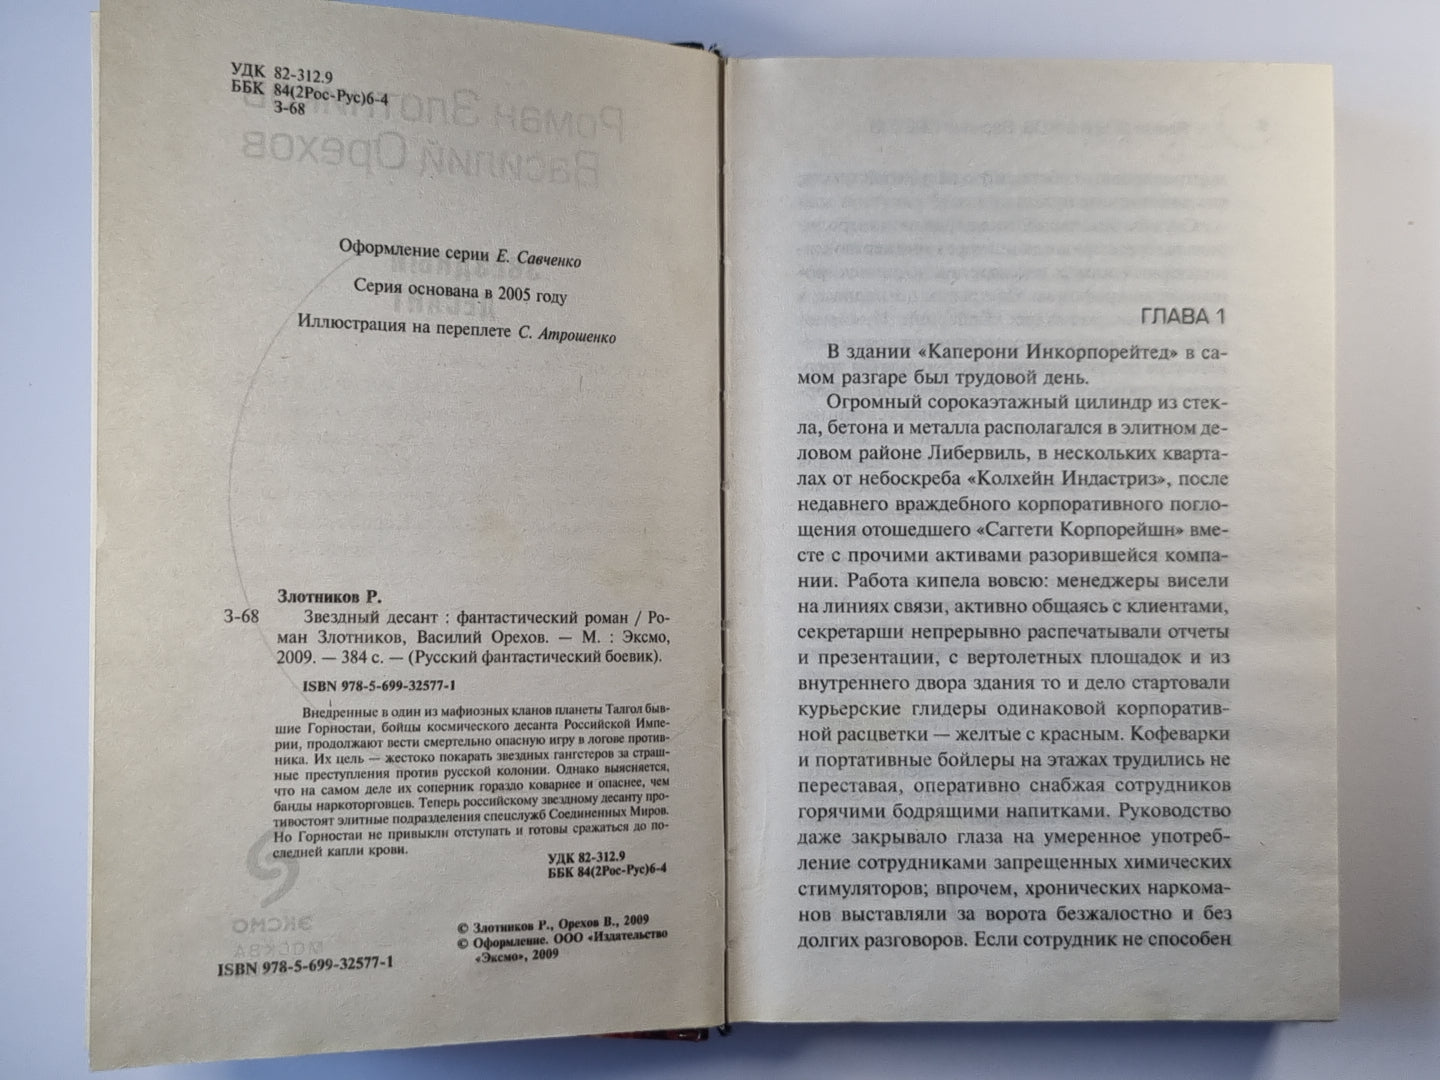 УДК 82-312.9
ББК 84(2Рос-Рус)6-4
З-68
Роман Злотников
Василий Орехов
Оформление серии Е. Савченко
Серия основана в 2005 году
Иллюстрация на переплете С. Атрошенко
Злотников Р.
З-68 Звездный десант : фантастический роман / Ро-
ман Злотников, Василий Орехов. — М. : Эксмо,
2009. — 384 с. — (Русский фантастический боевик).
ISBN 978-5-699-32577-1
Внедренные в один из мафиозных кланов планеты Талгол быв-
шие Горностаи, бойцы космического десанта Российской Импе-
рии, продолжают вести смертельно опасную игру в логове против-
ника. Их цель — жестоко покарать звездных гангстеров за страш-
ные преступления против русской колонии. Однако выясняется,
что на самом деле их соперник гораздо коварнее и опаснее, чем
банды наркоторговцев. Теперь российскому звездному десанту про-
тивостоят элитные подразделения спецслужб Соединенных Миров.
Но Горностаи не привыкли отступать и готовы сражаться до по-
следней капли крови.
УДК 82-312.9
ББК 84(2Рос-Рус)6-4
ЭКСМО
МОСКВА
© Злотников Р., Орехов В., 2009
© Оформление. ООО «Издательство
«Эксмо», 2009
ISBN 978-5-699-32577-1
ГЛАВА 1
В здании «Каперони Инкорпорейтед» в са-
мом разгаре был трудовой день.
Огромный сорокаэтажный цилиндр из стек-
ла, бетона и металла располагался в элитном де-
ловом районе Либервиль, в нескольких кварта-
лах от небоскреба «Колхейн Индастриз», после
недавнего враждебного корпоративного погло-
щения отошедшего «Саггети Корпорейшн» вме-
сте с прочими активами разорившейся компа-
нии. Работа кипела вовсю: менеджеры висели
на линиях связи, активно общаясь с клиентами,
секретарши непрерывно распечатывали отчеты
и презентации, с вертолетных площадок и из
внутреннего двора здания то и дело стартовали
курьерские глидеры одинаковой корпоратив-
ной расцветки — желтые с красным. Кофеварки
и портативные бойлеры на этажах трудились не
переставая, оперативно снабжая сотрудников
горячими бодрящими напитками. Руководство
даже закрывало глаза на умеренное употреб-
ление сотрудниками запрещенных химических
стимуляторов; впрочем, хронических наркома-
нов выставляли за ворота безжалостно и без
долгих разговоров. Если сотрудник не способен